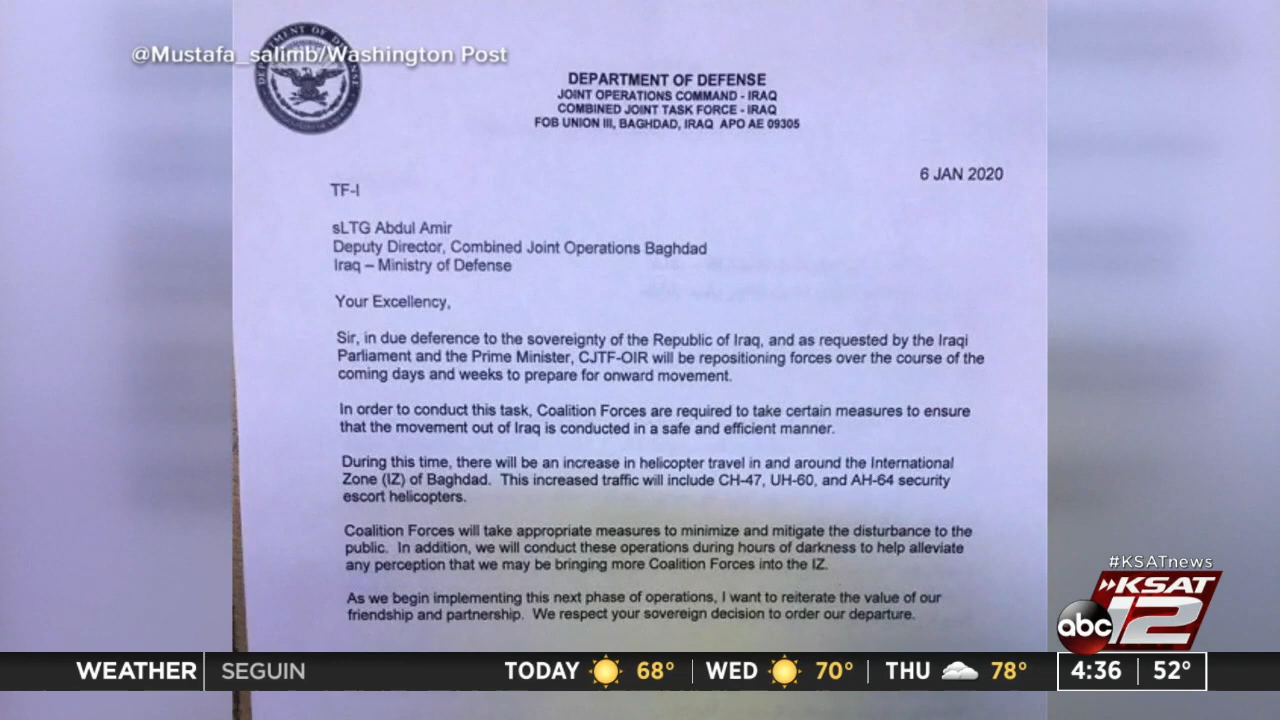 @Mustafa_salimb/Washington Post
DEPARTMENT OF DEFENSE
JOINT OPERATIONS COMMAND - IRAQ
COMBINED JOINT TASK FORCE - IRAQ
FOB UNION III, BAGHDAD, IRAQ APO AE 09305
6 JAN 2020
TF-I
sLTG Abdul Amir
Deputy Director, Combined Joint Operations Baghdad
Iraq – Ministry of Defense
Your Excellency,
Sir, in due deference to the sovereignty of the Republic of Iraq, and as requested by the Iraqi
Parliament and the Prime Minister, CJTF-OIR will be repositioning forces over the course of the
coming days and weeks to prepare for onward movement.
In order to conduct this task, Coalition Forces are required to take certain measures to ensure
that the movement out of Iraq is conducted in a safe and efficient manner.
During this time, there will be an increase in helicopter travel in and around the International
Zone (IZ) of Baghdad. This increased traffic will include CH-47, UH-60, and AH-64 security
escort helicopters.
Coalition Forces will take appropriate measures to minimize and mitigate the disturbance to the
public. In addition, we will conduct these operations during hours of darkness to help alleviate
any perception that we may be bringing more Coalition Forces into the IZ.
As we begin implementing this next phase of operations, I want to reiterate the value of our
friendship and partnership. We respect your sovereign decision to order our departure.
#KSATnews
KSAT
abc 12
WEATHER SEGUIN TODAY 68° WED 70° THU 78° 4:36 52°